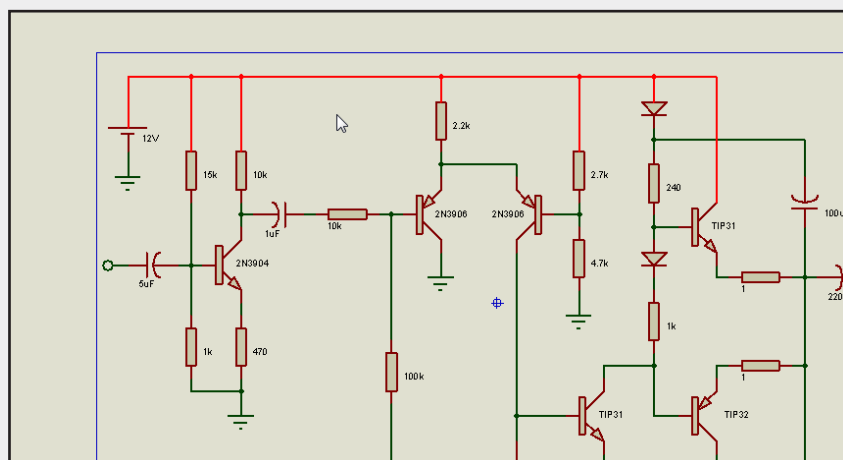 12V
15k
10k
2.2k
2.7k
240
100u
1uF
10k
2N3906
2N3906
TIP31
5uF
2N3904
4.7k
1
220
1k
470
1k
100k
1
TIP31
TIP32